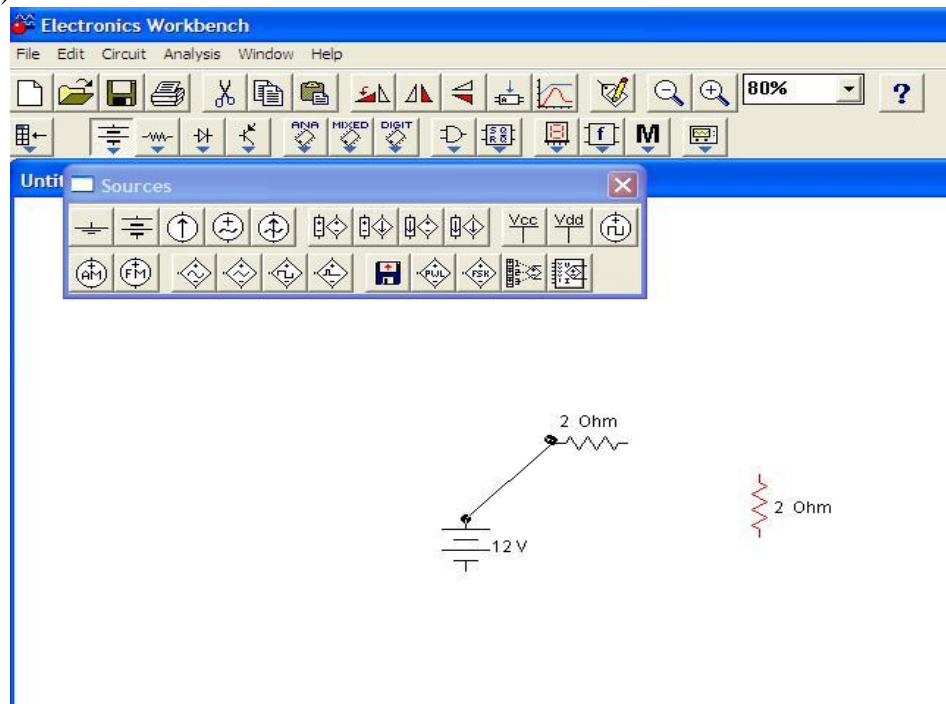 )
Electronics Workbench
File Edit Circuit Analysis Window Help
80% ?
ANA MIXED DIGIT
f M
Untit
Sources
Vcc Vdd
AM FM PWL FSK
2 Ohm
2 Ohm
12 V